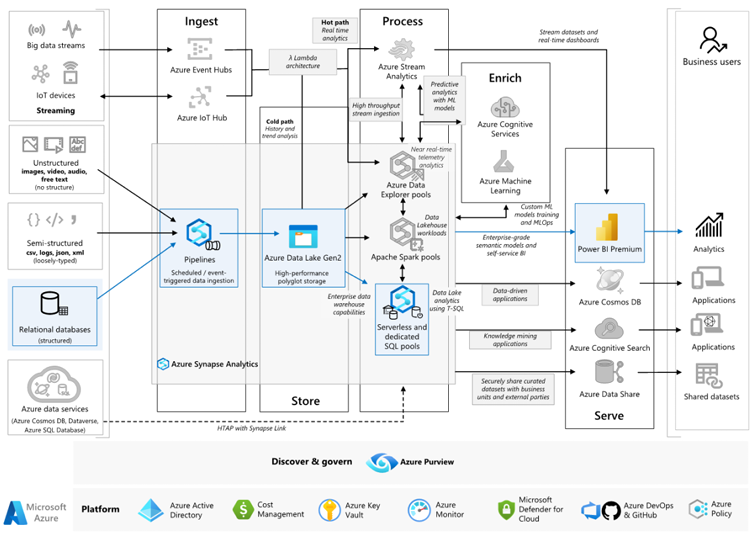 Ingest
Process
Hot path
Real time
analytics
Big data streams
IoT devices
Streaming
Azure Event Hubs
Azure IoT Hub
λ Lambda
architecture
Azure Stream
Analytics
Stream datasets and
real-time dashboards
Business users
Enrich
Predictive
analytics
with ML
models
High throughput
stream ingestion
Azure Cognitive
Services
Azure Machine
Learning
Store
Cold path
History and
trend analysis
Abc
def
Unstructured
images, video, audio,
free text
(no structure)
Near real-time
telemetry
analytics
Azure Data
Explorer pools
Serve
Semi-structured
csv, logs, json, xml
(loosely-typed)
Pipelines
Scheduled / event-
triggered data ingestion
Azure Data Lake Gen2
High-performance
polyglot storage
Data
Lakehouse
workloads
Apache Spark pools
Custom ML
models training
and MLOps
Enterprise-grade
semantic models and
self-service BI
Power BI Premium
Analytics
Relational databases
(structured)
Enterprise data
warehouse
capabilities
Data Lake
analytics
using T-SQL
Serverless and
dedicated
SQL pools
Data-driven
applications
Azure Cosmos DB
Applications
Knowledge mining
applications
Azure Cognitive Search
Applications
Azure Synapse Analytics
Azure data services
(Azure Cosmos DB, Dataverse,
Azure SQL Database)
Securely share curated
datasets with business
units and external parties
Azure Data Share
Shared datasets
HTAP with Synapse Link
Discover & govern
Azure Purview
Microsoft
Azure
Platform
Azure Active
Directory
Cost
Management
Azure Key
Vault
Azure
Monitor
Microsoft
Defender for
Cloud
Azure DevOps
& GitHub
Azure
Policy